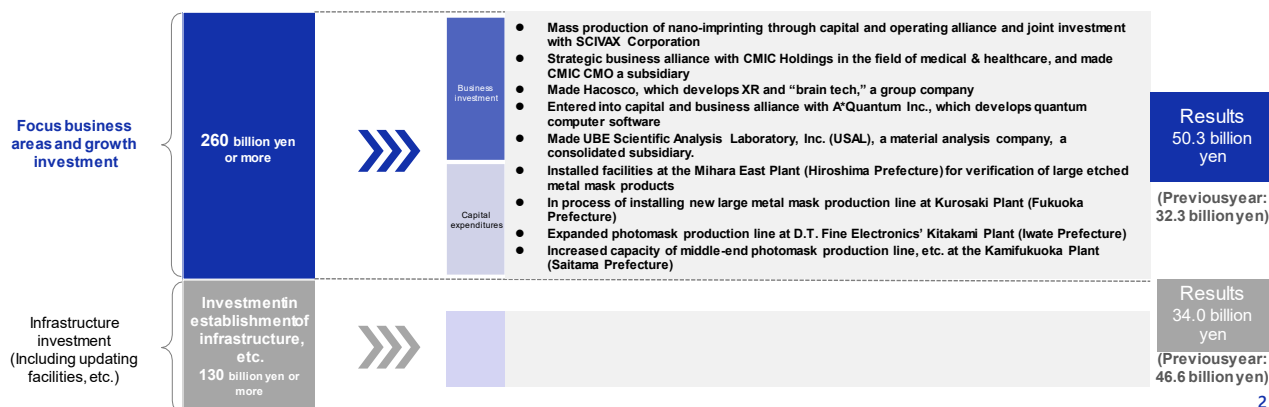 Focus business
areas and growth
investment
260 billion yen
or more
Business
investment
● Mass production of nano-imprinting through capital and operating alliance and joint investment
with SCIVAX Corporation
● Strategic business alliance with CMIC Holdings in the field of medical & healthcare, and made
CMIC CMO a subsidiary
● Made Hacosco, which develops XR and “brain tech,” a group company
● Entered into capital and business alliance with A*Quantum Inc., which develops quantum
computer software
● Made UBE Scientific Analysis Laboratory, Inc. (USAL), a material analysis company, a
consolidated subsidiary.
Capital
expenditures
● Installed facilities at the Mihara East Plant (Hiroshima Prefecture) for verification of large etched
metal mask products
● In process of installing new large metal mask production line at Kurosaki Plant (Fukuoka
Prefecture)
● Expanded photomask production line at D.T. Fine Electronics’ Kitakami Plant (Iwate Prefecture)
● Increased capacity of middle-end photomask production line, etc. at the Kamifukuoka Plant
(Saitama Prefecture)
Results
50.3 billion
yen
(Previous year:
32.3 billion yen)
Infrastructure
investment
(Including updating
facilities, etc.)
Investment in
establishment of
infrastructure,
etc.
130 billion yen or
more
Results
34.0 billion
yen
(Previous year:
46.6 billion yen)
2